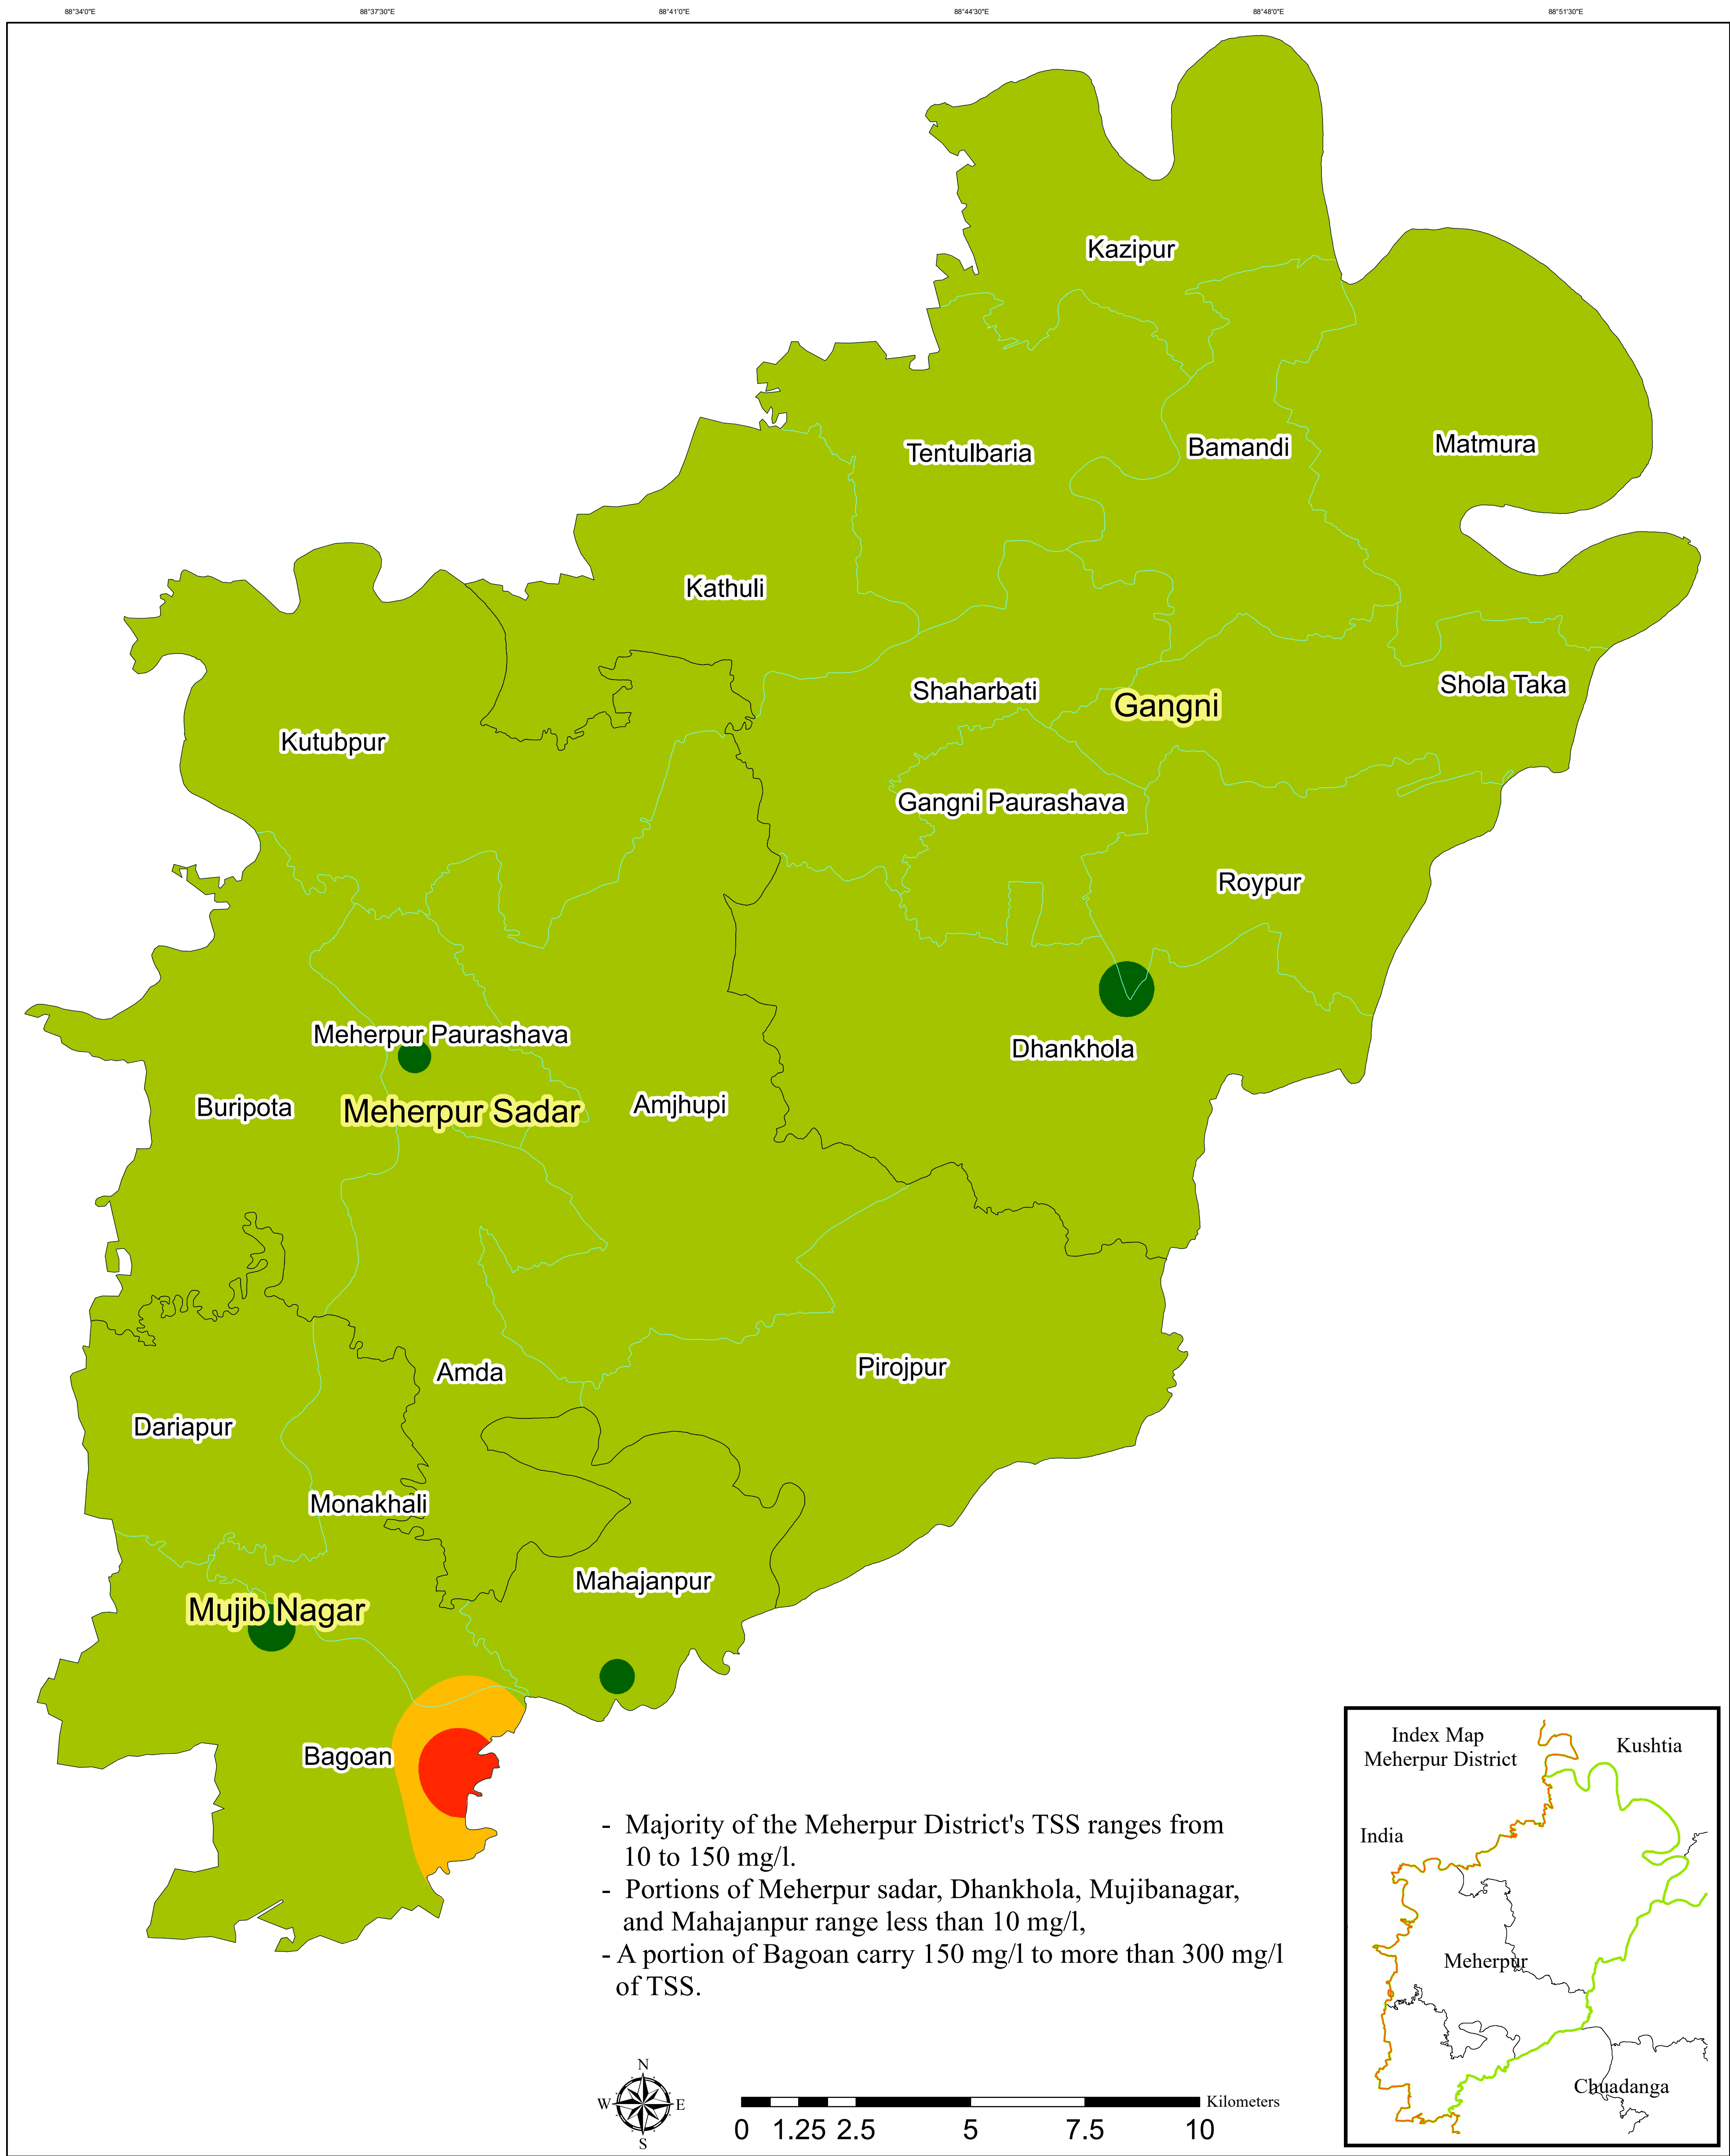 88°34'0"E 88°37'30"E 88°41'0"E 88°44'30"E 88°48'0"E 88°51'30"E
Kazipur
Tentulbaria
Bamandi
Matmura
Kathuli
Shaharbati
Gangni
Shola Taka
Kutubpur
Gangni Paurashava
Roypur
Meherpur Paurashava
Dhankhola
Buripota
Meherpur Sadar
Amjhupi
Amda
Pirojpur
Dariapur
Monakhali
Mahajanpur
Mujib Nagar
Bagoan
- Majority of the Meherpur District's TSS ranges from
10 to 150 mg/l.
- Portions of Meherpur sadar, Dhankhola, Mujibanagar,
and Mahajanpur range less than 10 mg/l,
- A portion of Bagoan carry 150 mg/l to more than 300 mg/l
of TSS.
N
W E
S
Kilometers
0 1.25 2.5 5 7.5 10
Index Map
Meherpur District
Kushtia
India
Meherpur
Chuadanga